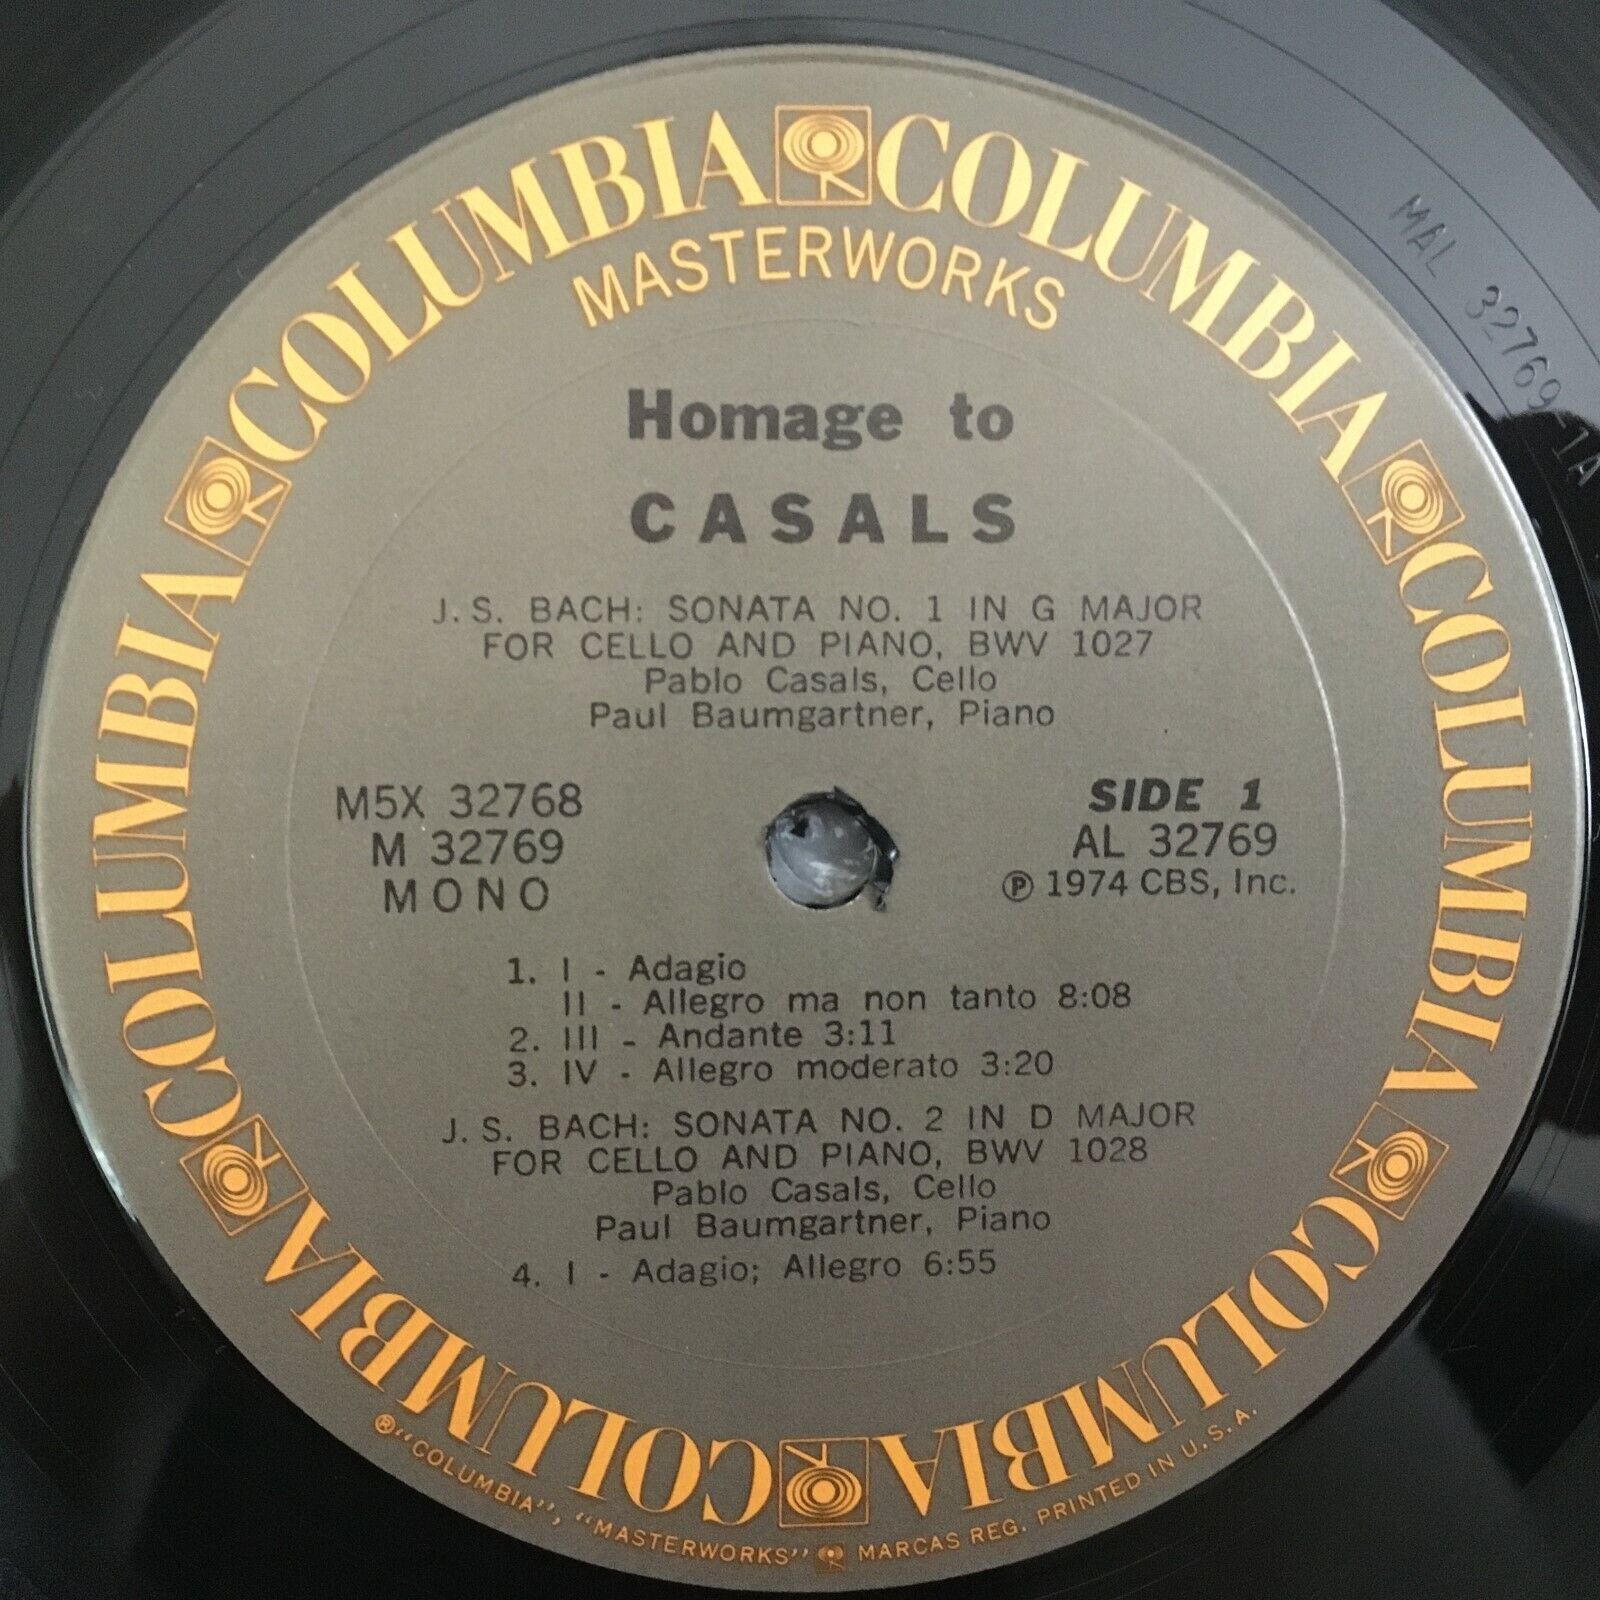 COLUMBIA COLUMBIA COLUMBIA COLUMBIA COLUMBIA COLUMBIA
MASTERWORKS
Homage to
CASALS
J. S. BACH: SONATA NO. 1 IN G MAJOR
FOR CELLO AND PIANO, BWV 1027
Pablo Casals, Cello
Paul Baumgartner, Piano
M5X 32768
M 32769
MONO
SIDE 1
AL 32769
Ⓟ 1974 CBS, Inc.
1. I - Adagio
II - Allegro ma non tanto 8:08
2. III - Andante 3:11
3. IV - Allegro moderato 3:20
J. S. BACH: SONATA NO. 2 IN D MAJOR
FOR CELLO AND PIANO, BWV 1028
Pablo Casals, Cello
Paul Baumgartner, Piano
4. I - Adagio; Allegro 6:55
®“COLUMBIA”, “MASTERWORKS” MARCAS REG. PRINTED IN U.S.A.
MAL 32769-1A